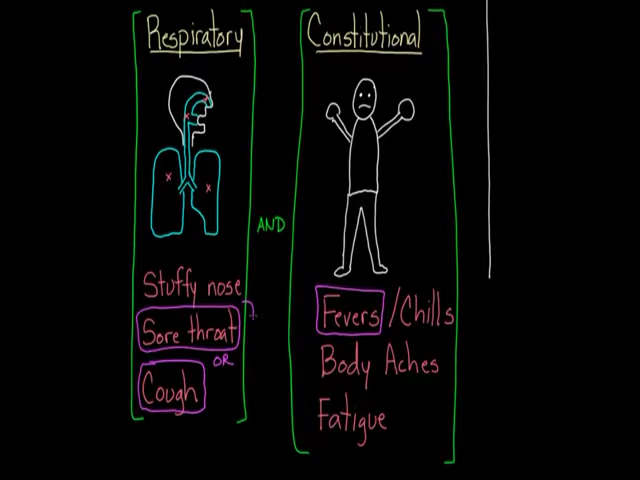 Respiratory
Stuffy nose
Sore throat
OR
Cough
AND
Constitutional
Fevers/Chills
Body Aches
Fatigue